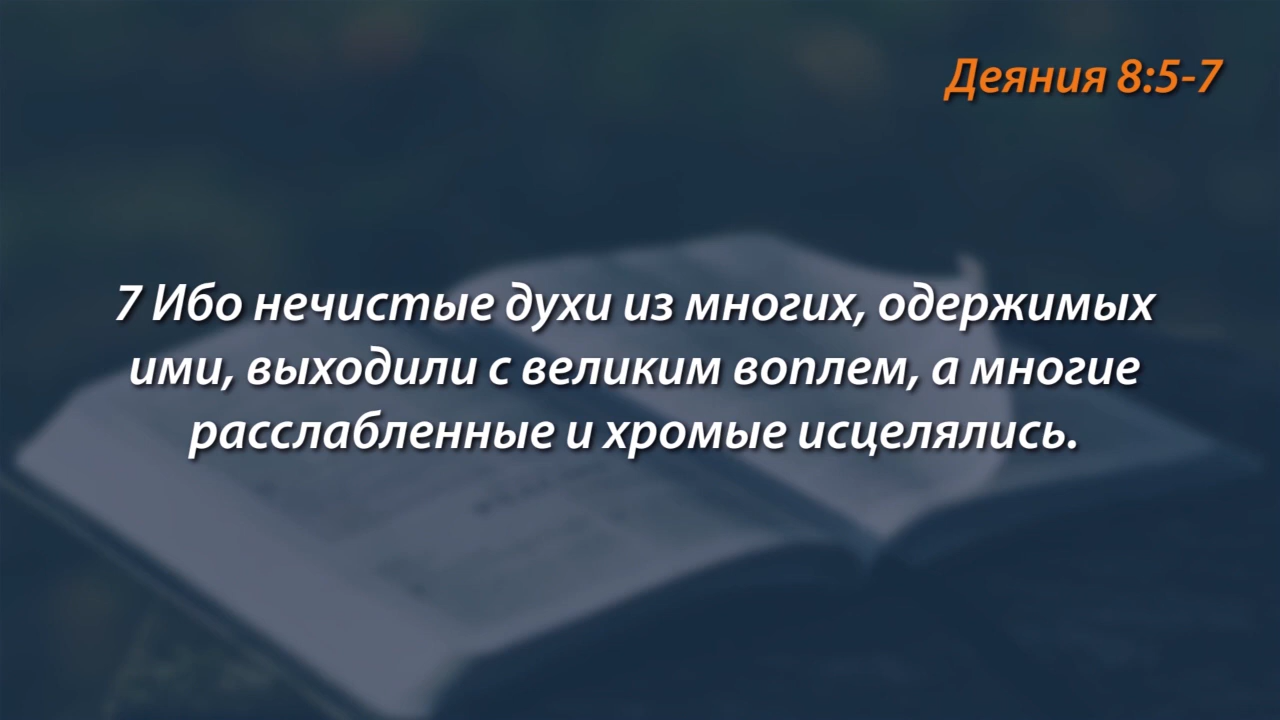 Деяния 8:5-7
7 Ибо нечистые духи из многих, одержимых
ими, выходили с великим воплем, а многие
расслабленные и хромые исцелялись.